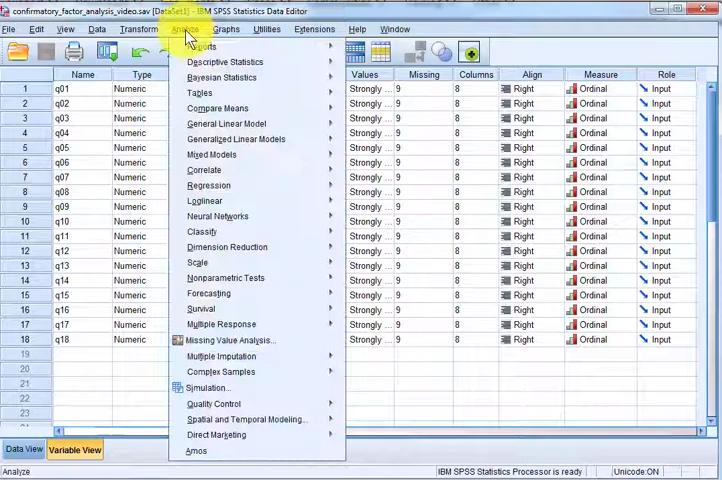 confirmatory_factor_analysis_video.sav [DataSet1] - IBM SPSS Statistics Data Editor
File Edit View Data Transform Analyze Graphs Utilities Extensions Help Window
Reports
Descriptive Statistics
Bayesian Statistics
Tables
Compare Means
General Linear Model
Generalized Linear Models
Mixed Models
Correlate
Regression
Loglinear
Neural Networks
Classify
Dimension Reduction
Scale
Nonparametric Tests
Forecasting
Survival
Multiple Response
Missing Value Analysis...
Multiple Imputation
Complex Samples
Simulation...
Quality Control
Spatial and Temporal Modeling...
Direct Marketing
Amos
Name Type Values Missing Columns Align Measure Role
1 q01 Numeric Strongly ... 9 8 Right Ordinal Input
2 q02 Numeric Strongly ... 9 8 Right Ordinal Input
3 q03 Numeric Strongly ... 9 8 Right Ordinal Input
4 q04 Numeric Strongly ... 9 8 Right Ordinal Input
5 q05 Numeric Strongly ... 9 8 Right Ordinal Input
6 q06 Numeric Strongly ... 9 8 Right Ordinal Input
7 q07 Numeric Strongly ... 9 8 Right Ordinal Input
8 q08 Numeric Strongly ... 9 8 Right Ordinal Input
9 q09 Numeric Strongly ... 9 8 Right Ordinal Input
10 q10 Numeric Strongly ... 9 8 Right Ordinal Input
11 q11 Numeric Strongly ... 9 8 Right Ordinal Input
12 q12 Numeric Strongly ... 9 8 Right Ordinal Input
13 q13 Numeric Strongly ... 9 8 Right Ordinal Input
14 q14 Numeric Strongly ... 9 8 Right Ordinal Input
15 q15 Numeric Strongly ... 9 8 Right Ordinal Input
16 q16 Numeric Strongly ... 9 8 Right Ordinal Input
17 q17 Numeric Strongly ... 9 8 Right Ordinal Input
18 q18 Numeric Strongly ... 9 8 Right Ordinal Input
19
20
21
22
23
Data View Variable View
Analyze IBM SPSS Statistics Processor is ready Unicode:ON